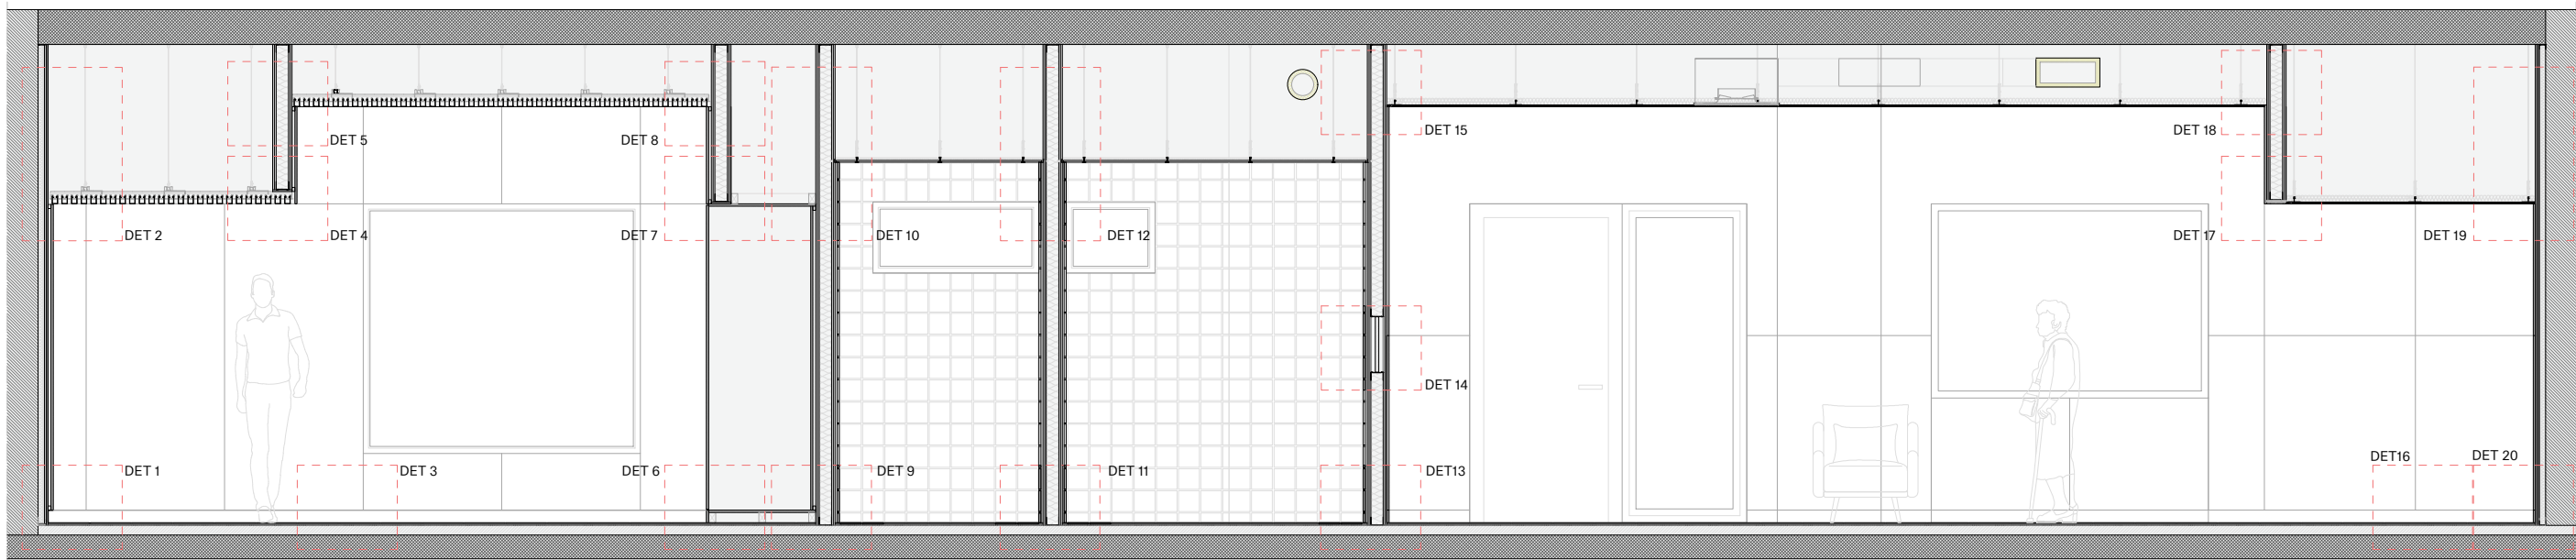 DET 15
DET 18
DET 5
DET 8
DET 2
DET 4
DET 7
DET 10
DET 12
DET 17
DET 19
DET 14
DET16
DET 20
DET 1
DET 3
DET 6
DET 9
DET 11
DET13